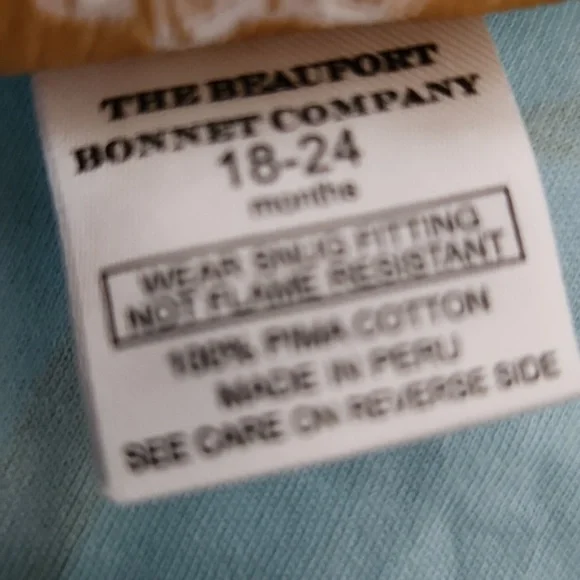 THE BEAUFORT
BONNET COMPANY
18-24
months
WEAR SNUG FITTING
NOT FLAME RESISTANT
100% PIMA COTTON
MADE IN PERU
SEE CARE ON REVERSE SIDE